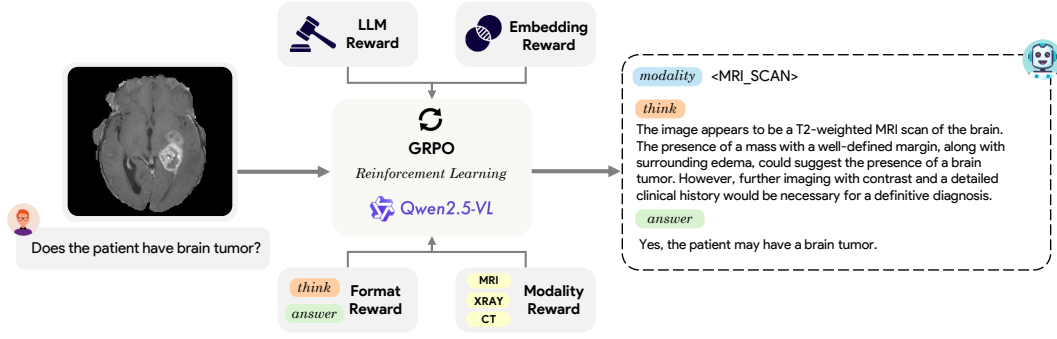 LLM
Reward
Embedding
Reward
Does the patient have brain tumor?
GRPO
Reinforcement Learning
Qwen2.5-VL
think
answer
Format
Reward
MRI
XRAY
CT
Modality
Reward
modality <MRI_SCAN>
think
The image appears to be a T2-weighted MRI scan of the brain.
The presence of a mass with a well-defined margin, along with
surrounding edema, could suggest the presence of a brain
tumor. However, further imaging with contrast and a detailed
clinical history would be necessary for a definitive diagnosis.
answer
Yes, the patient may have a brain tumor.